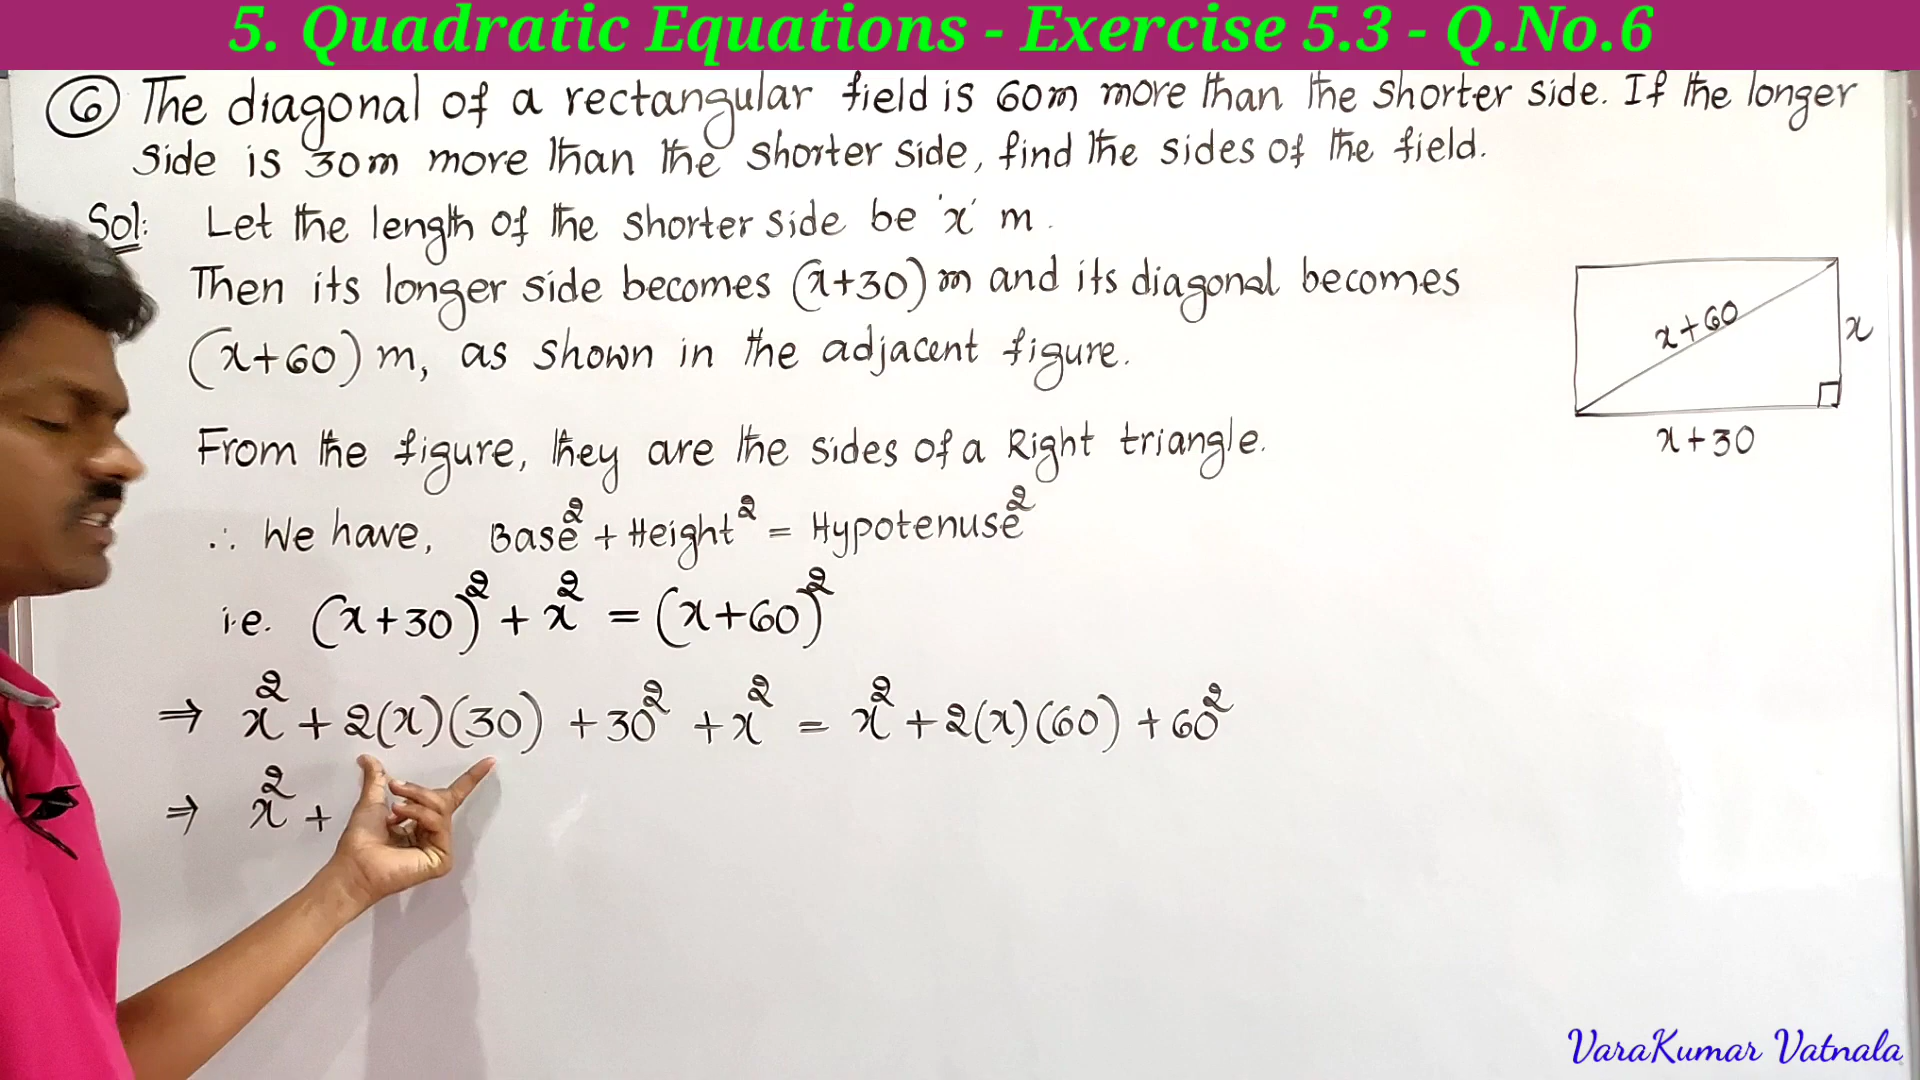 5. Quadratic Equations - Exercise 5.3 - Q.No.6
6 The diagonal of a rectangular field is 60m more than the shorter side. If the longer
side is 30m more than the shorter side, find the sides of the field.
Sol: Let the length of the shorter side be 'x' m.
Then its longer side becomes (x+30) m and its diagonal becomes
(x+60) m, as shown in the adjacent figure.
x+60
x
x+30
From the figure, they are the sides of a Right triangle.
∴ We have, Base² + Height² = Hypotenuse²
i.e. (x+30)² + x² = (x+60)²
⇒ x² + 2(x)(30) + 30² + x² = x² + 2(x)(60) + 60²
⇒ x² +
VaraKumar Vatnala